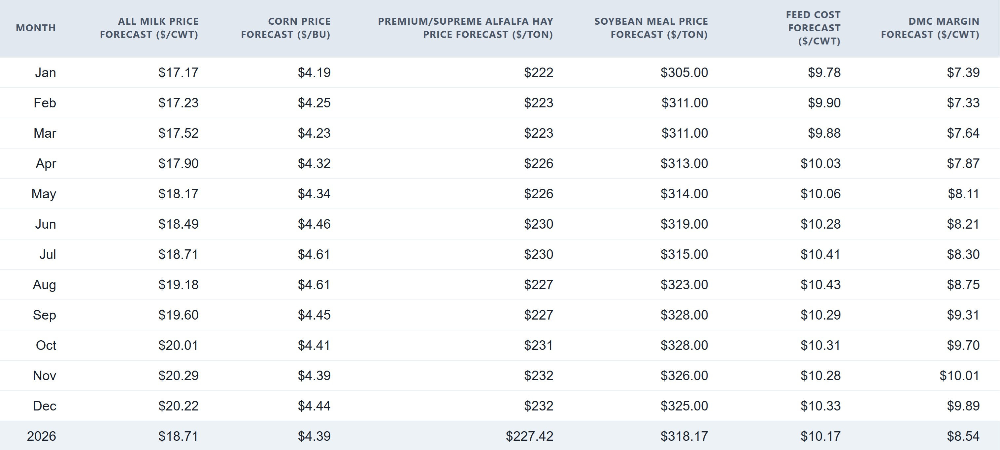 MONTH ALL MILK PRICE FORECAST ($/CWT) CORN PRICE FORECAST ($/BU) PREMIUM/SUPREME ALFALFA HAY PRICE FORECAST ($/TON) SOYBEAN MEAL PRICE FORECAST ($/TON) FEED COST FORECAST ($/CWT) DMC MARGIN FORECAST ($/CWT)
Jan $17.17 $4.19 $222 $305.00 $9.78 $7.39
Feb $17.23 $4.25 $223 $311.00 $9.90 $7.33
Mar $17.52 $4.23 $223 $311.00 $9.88 $7.64
Apr $17.90 $4.32 $226 $313.00 $10.03 $7.87
May $18.17 $4.34 $226 $314.00 $10.06 $8.11
Jun $18.49 $4.46 $230 $319.00 $10.28 $8.21
Jul $18.71 $4.61 $230 $315.00 $10.41 $8.30
Aug $19.18 $4.61 $227 $323.00 $10.43 $8.75
Sep $19.60 $4.45 $227 $328.00 $10.29 $9.31
Oct $20.01 $4.41 $231 $328.00 $10.31 $9.70
Nov $20.29 $4.39 $232 $326.00 $10.28 $10.01
Dec $20.22 $4.44 $232 $325.00 $10.33 $9.89
2026 $18.71 $4.39 $227.42 $318.17 $10.17 $8.54